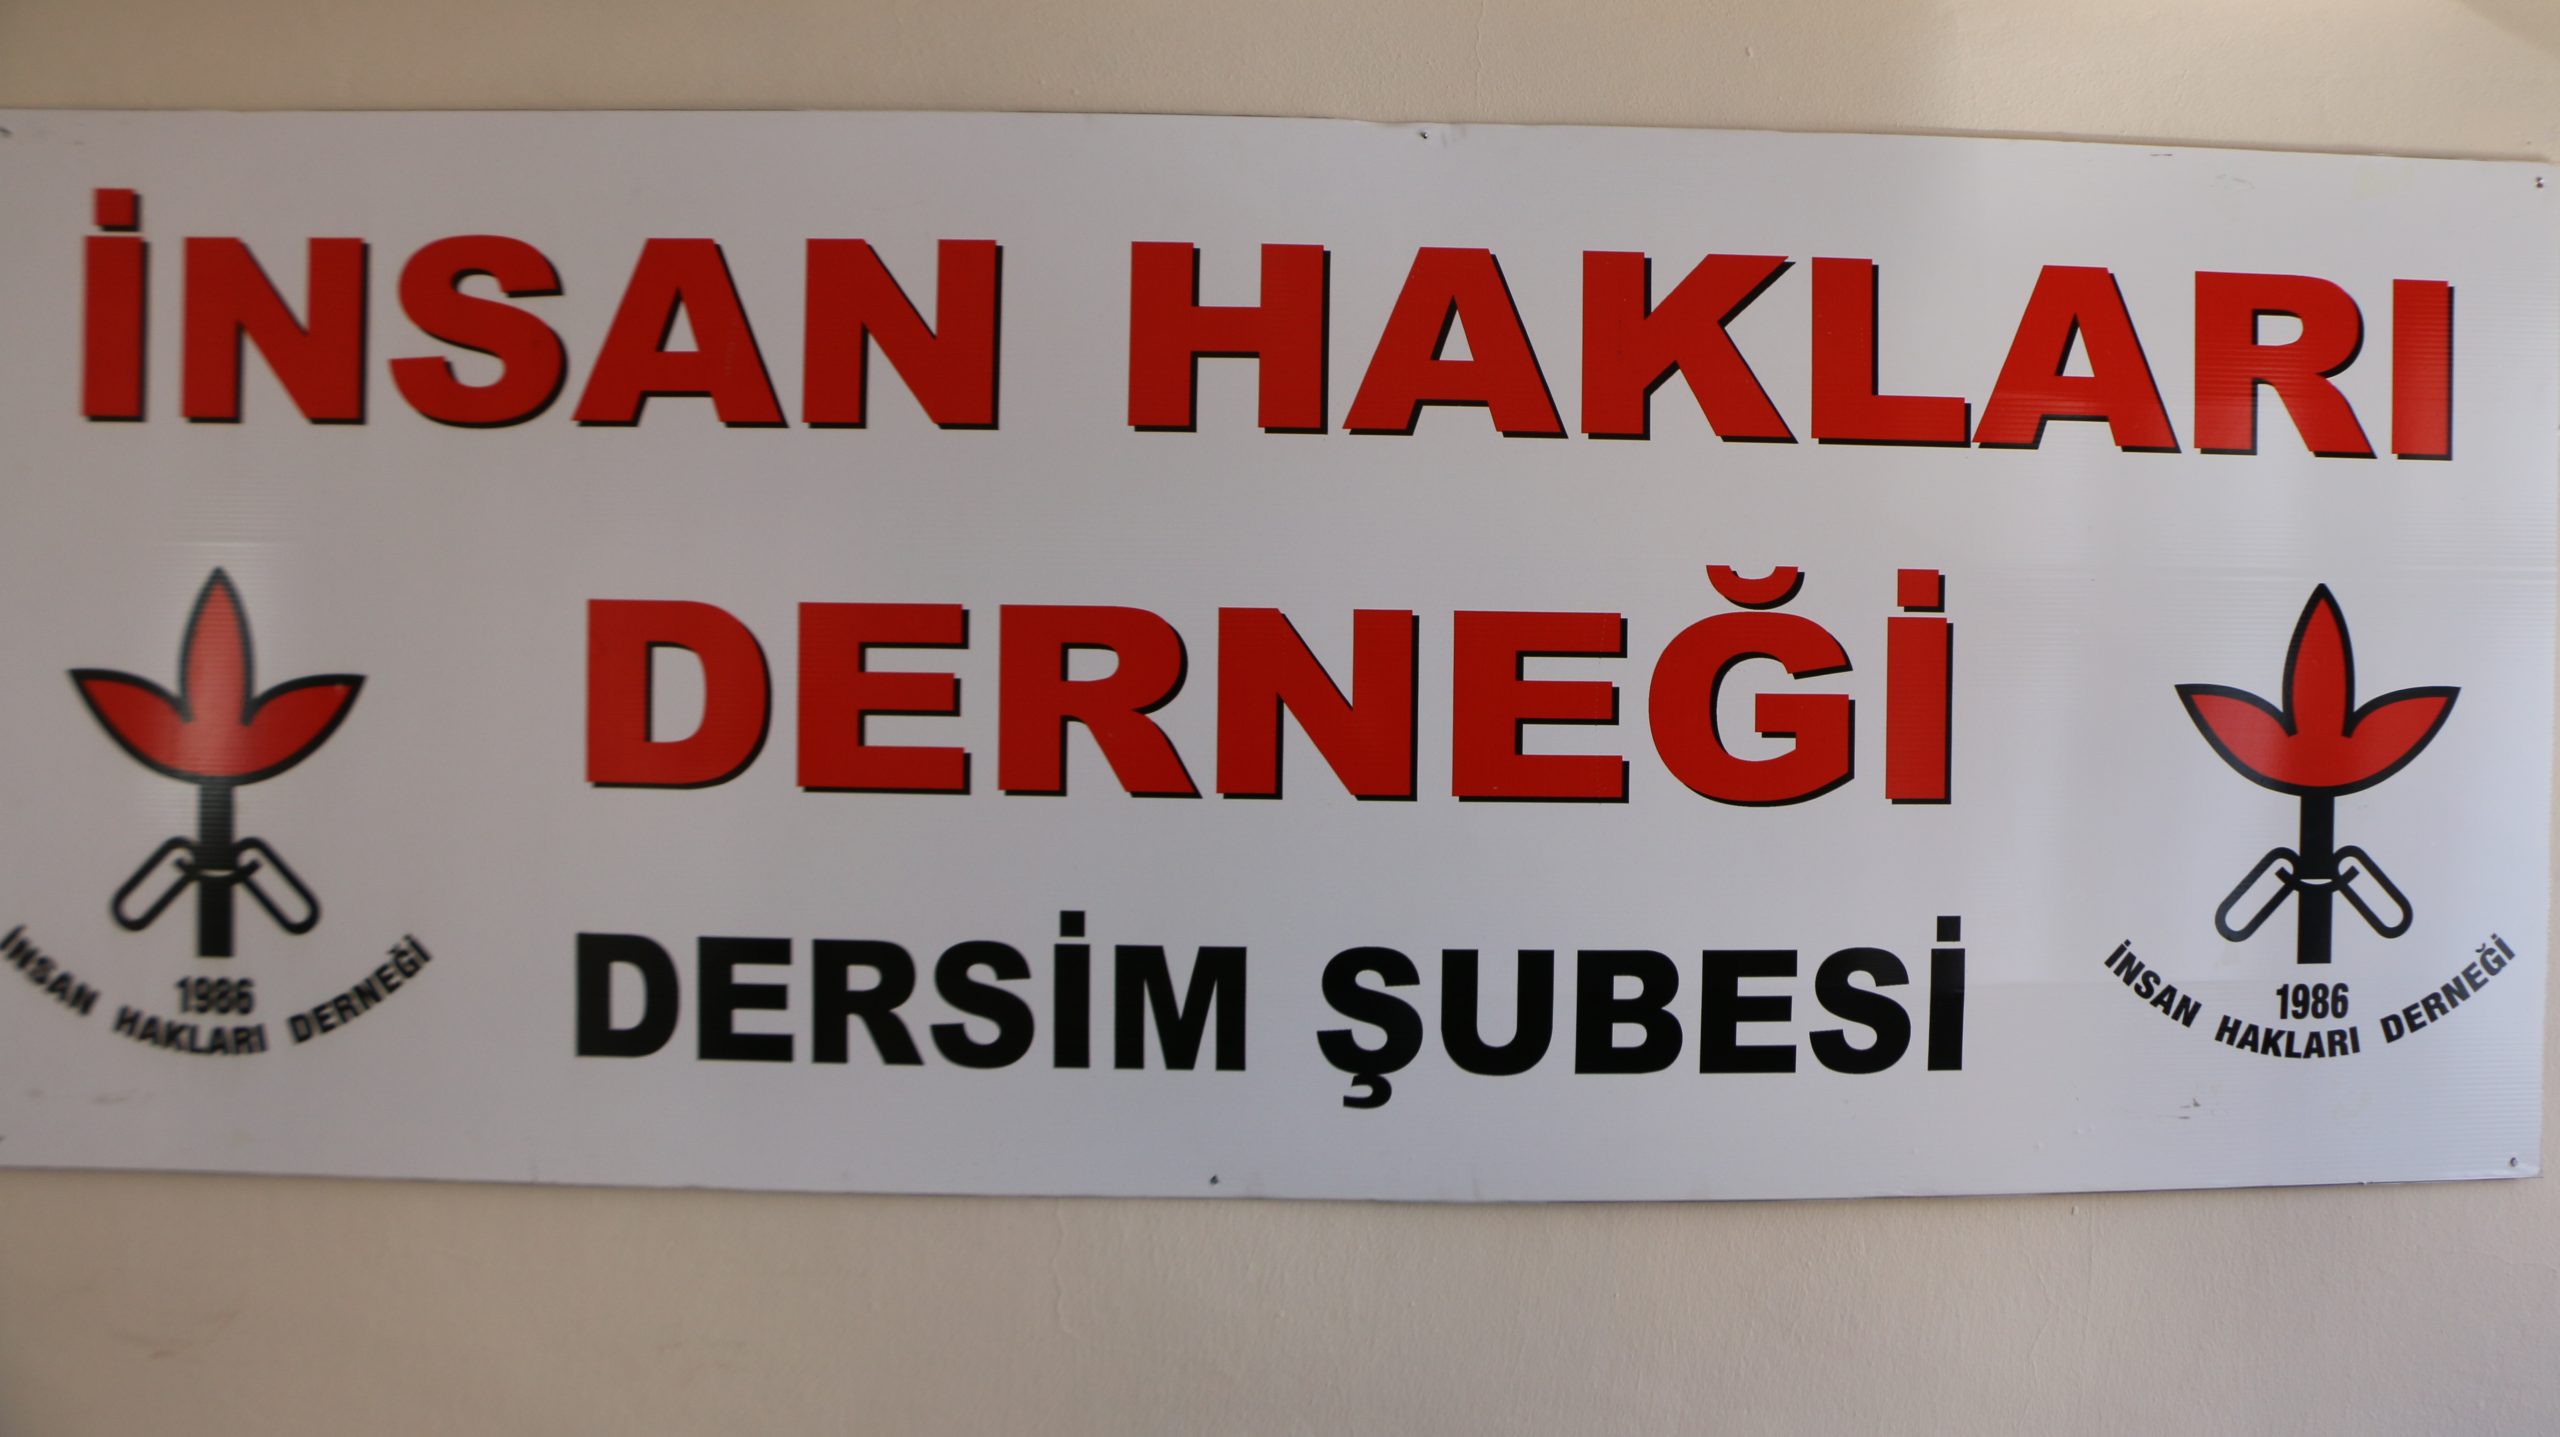 İNSAN HAKLARI
DERNEĞİ
DERSİM ŞUBESİ
1986
İNSAN HAKLARI DERNEĞİ
1986
İNSAN HAKLARI DERNEĞİ